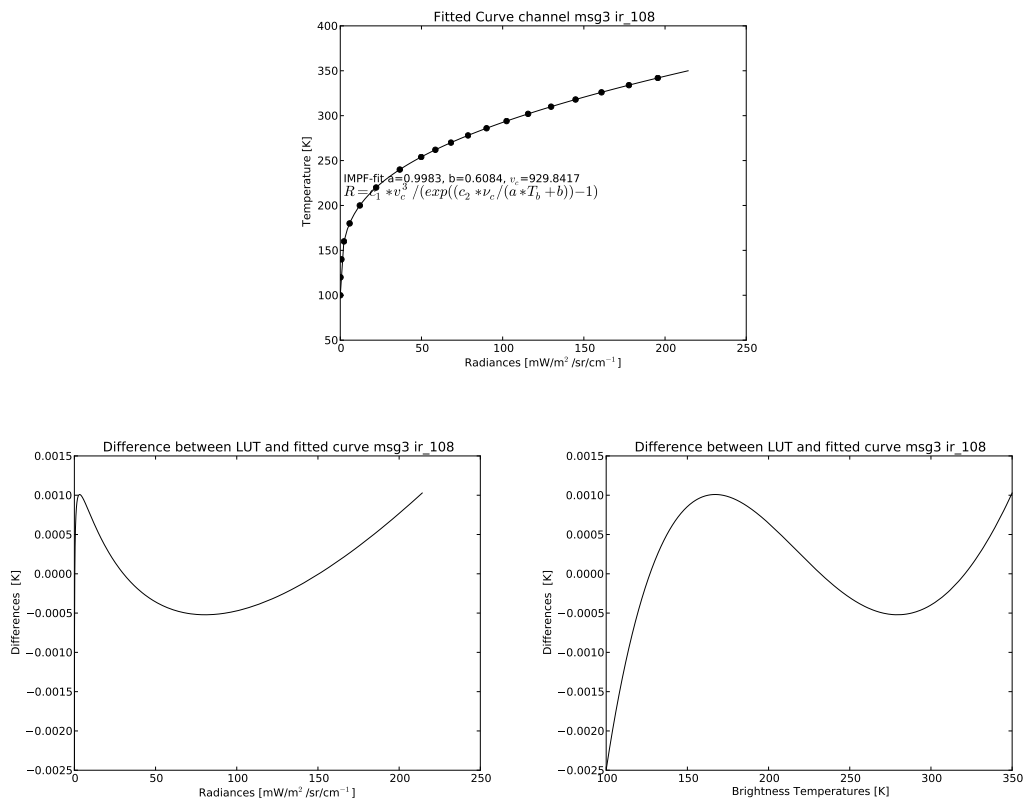 Fitted Curve channel msg3 ir_108
400
350
300
250
200
150
100
50
Temperature [K]
IMPF-fit a=0.9983, b=0.6084, v_c=929.8417
R=c_1*v_c^3/(exp((c_2*ν_c/(a*T_b+b))−1)
0 50 100 150 200 250
Radiances [mW/m^2/sr/cm^−1]
Difference between LUT and fitted curve msg3 ir_108
0.0015
0.0010
0.0005
0.0000
−0.0005
−0.0010
−0.0015
−0.0020
−0.0025
Differences [K]
0 50 100 150 200 250
Radiances [mW/m^2/sr/cm^−1]
Difference between LUT and fitted curve msg3 ir_108
0.0015
0.0010
0.0005
0.0000
−0.0005
−0.0010
−0.0015
−0.0020
−0.0025
Differences [K]
100 150 200 250 300 350
Brightness Temperatures [K]